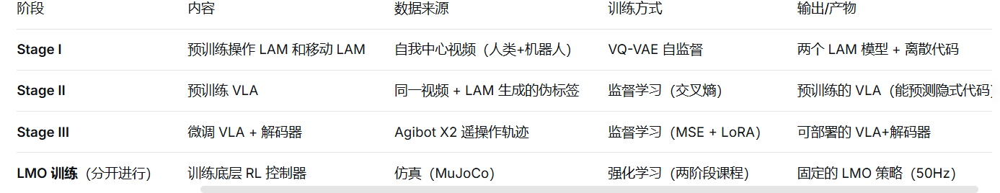 阶段 内容 数据来源 训练方式 输出/产物
Stage I 预训练操作 LAM 和移动 LAM 自我中心视频（人类+机器人） VQ-VAE 自监督 两个 LAM 模型 + 离散代码
Stage II 预训练 VLA 同一视频 + LAM 生成的伪标签 监督学习（交叉熵） 预训练的 VLA（能预测隐式代码）
Stage III 微调 VLA + 解码器 Agibot X2 遥操作轨迹 监督学习（MSE + LoRA） 可部署的 VLA+解码器
LMO 训练（分开进行） 训练底层 RL 控制器 仿真（MuJoCo） 强化学习（两阶段课程） 固定的 LMO 策略（50Hz）